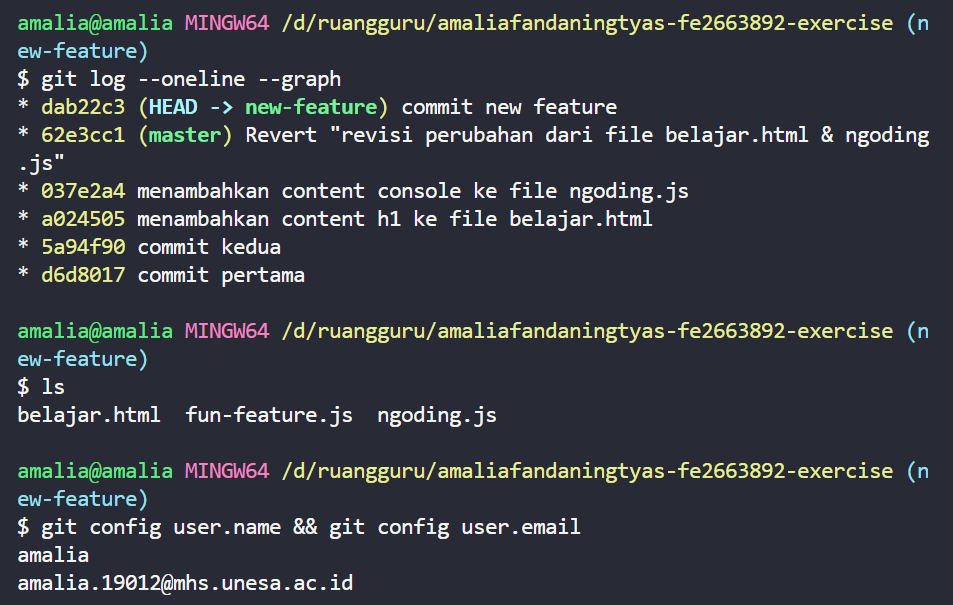 amalia@amalia MINGW64 /d/ruangguru/amaliafandaningtyas-fe2663892-exercise (n
ew-feature)
$ git log --oneline --graph
* dab22c3 (HEAD -> new-feature) commit new feature
* 62e3cc1 (master) Revert "revisi perubahan dari file belajar.html & ngoding
.js"
* 037e2a4 menambahkan content console ke file ngoding.js
* a024505 menambahkan content h1 ke file belajar.html
* 5a94f90 commit kedua
* d6d8017 commit pertama

amalia@amalia MINGW64 /d/ruangguru/amaliafandaningtyas-fe2663892-exercise (n
ew-feature)
$ ls
belajar.html  fun-feature.js  ngoding.js

amalia@amalia MINGW64 /d/ruangguru/amaliafandaningtyas-fe2663892-exercise (n
ew-feature)
$ git config user.name && git config user.email
amalia
amalia.19012@mhs.unesa.ac.id